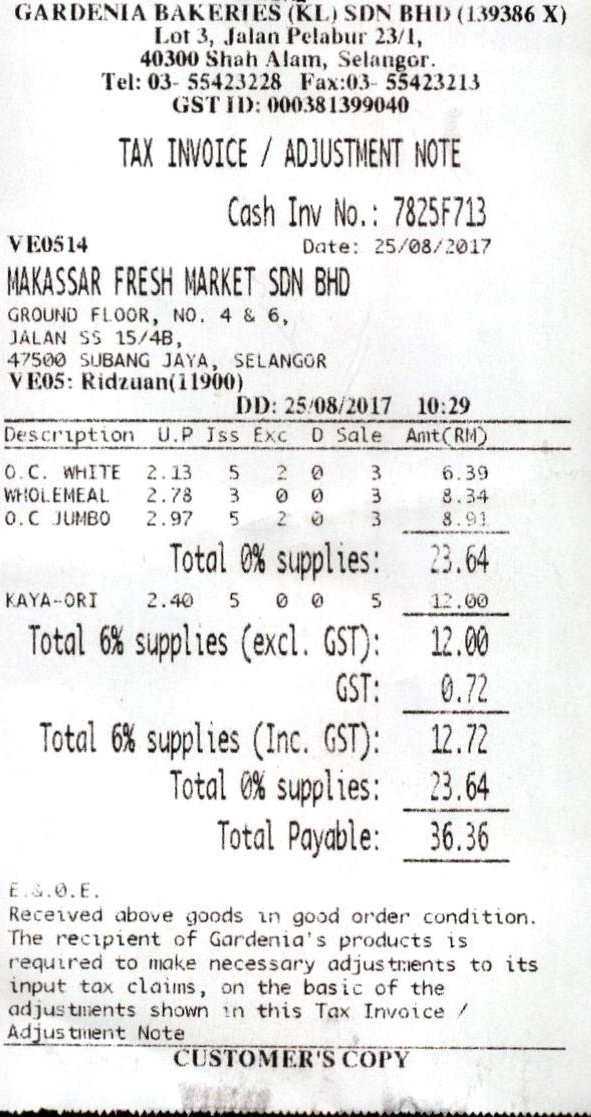 GARDENIA BAKERIES (KL) SDN BHD (139386 X)
Lot 3, Jalan Pelabur 23/1,
40300 Shah Alam, Selangor.
Tel: 03- 55423228 Fax:03- 55423213
GST ID: 000381399040
TAX INVOICE / ADJUSTMENT NOTE
Cash Inv No.: 7825F713
VE0514 Date: 25/08/2017
MAKASSAR FRESH MARKET SDN BHD
GROUND FLOOR, NO. 4 & 6,
JALAN SS 15/4B,
47500 SUBANG JAYA, SELANGOR
VE05: Ridzuan(11900)
DD: 25/08/2017 10:29
Description U.P Iss Exc D Sale Amt(RM)
O.C. WHITE 2.13 5 2 0 3 6.39
WHOLEMEAL 2.78 3 0 0 3 8.34
O.C JUMBO 2.97 5 2 0 3 8.91
Total 0% supplies: 23.64
KAYA-ORI 2.40 5 0 0 5 12.00
Total 6% supplies (excl. GST): 12.00
GST: 0.72
Total 6% supplies (Inc. GST): 12.72
Total 0% supplies: 23.64
Total Payable: 36.36
E.&.O.E.
Received above goods in good order condition.
The recipient of Gardenia's products is
required to make necessary adjustments to its
input tax claims, on the basic of the
adjustments shown in this Tax Invoice /
Adjustment Note
CUSTOMER'S COPY